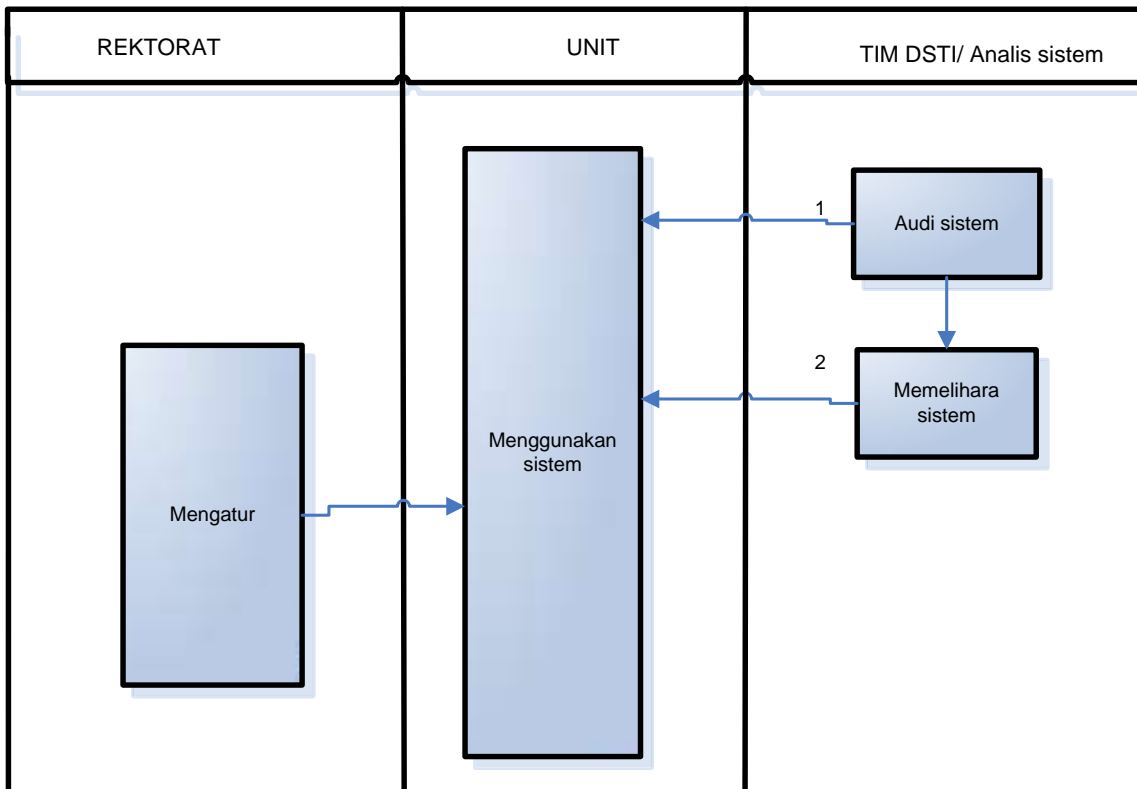 REKTORAT
UNIT
TIM DSTI/ Analis sistem
1
Audi sistem
2
Memelihara
sistem
Menggunakan
sistem
Mengatur